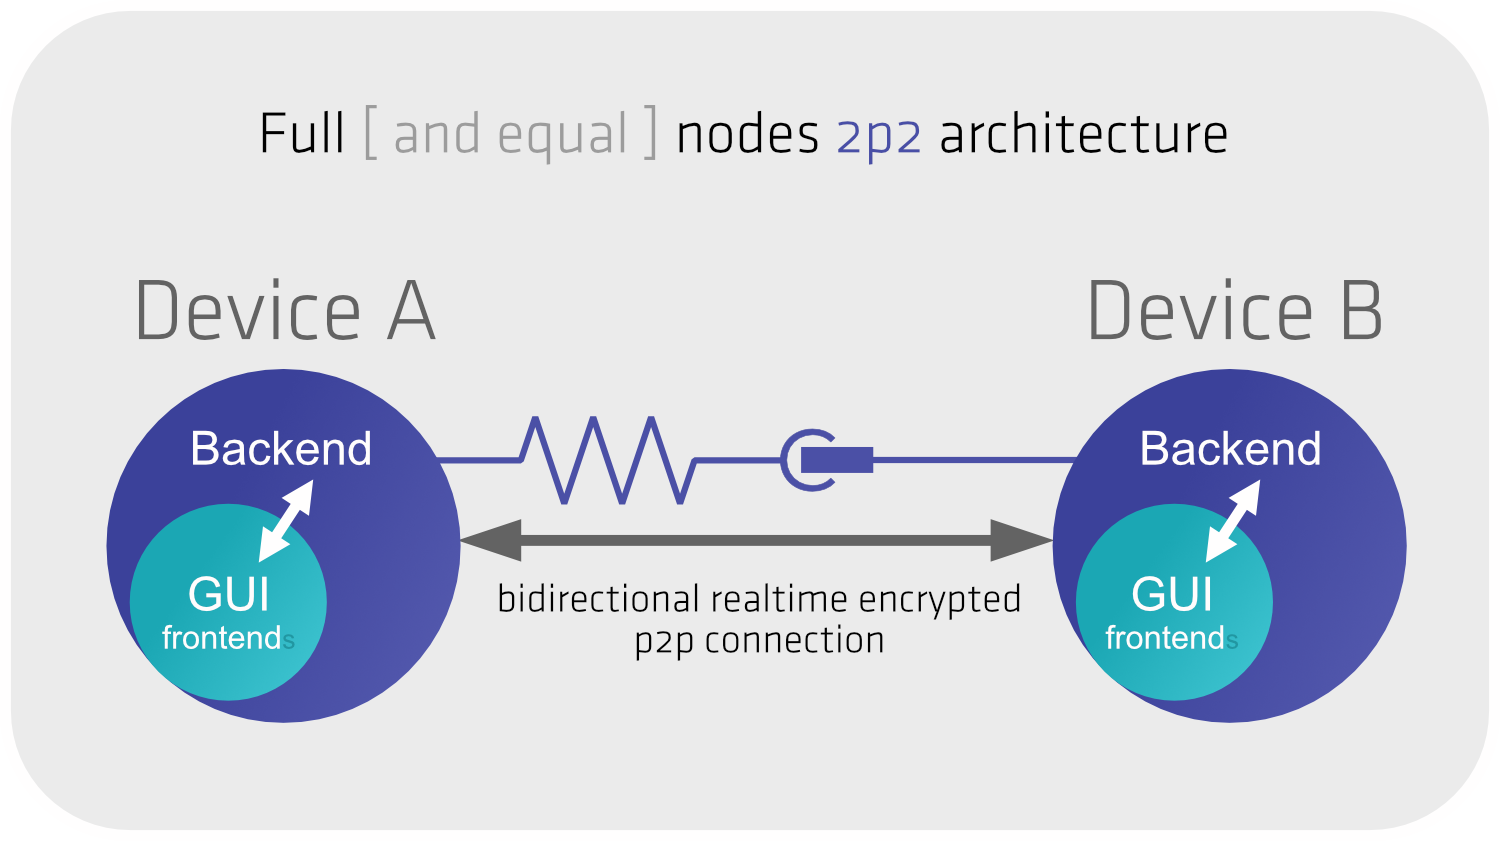 Full [ and equal ] nodes 2p2 architecture
Device A
Device B
Backend
GUI
frontends
bidirectional realtime encrypted
p2p connection
Backend
GUI
frontends